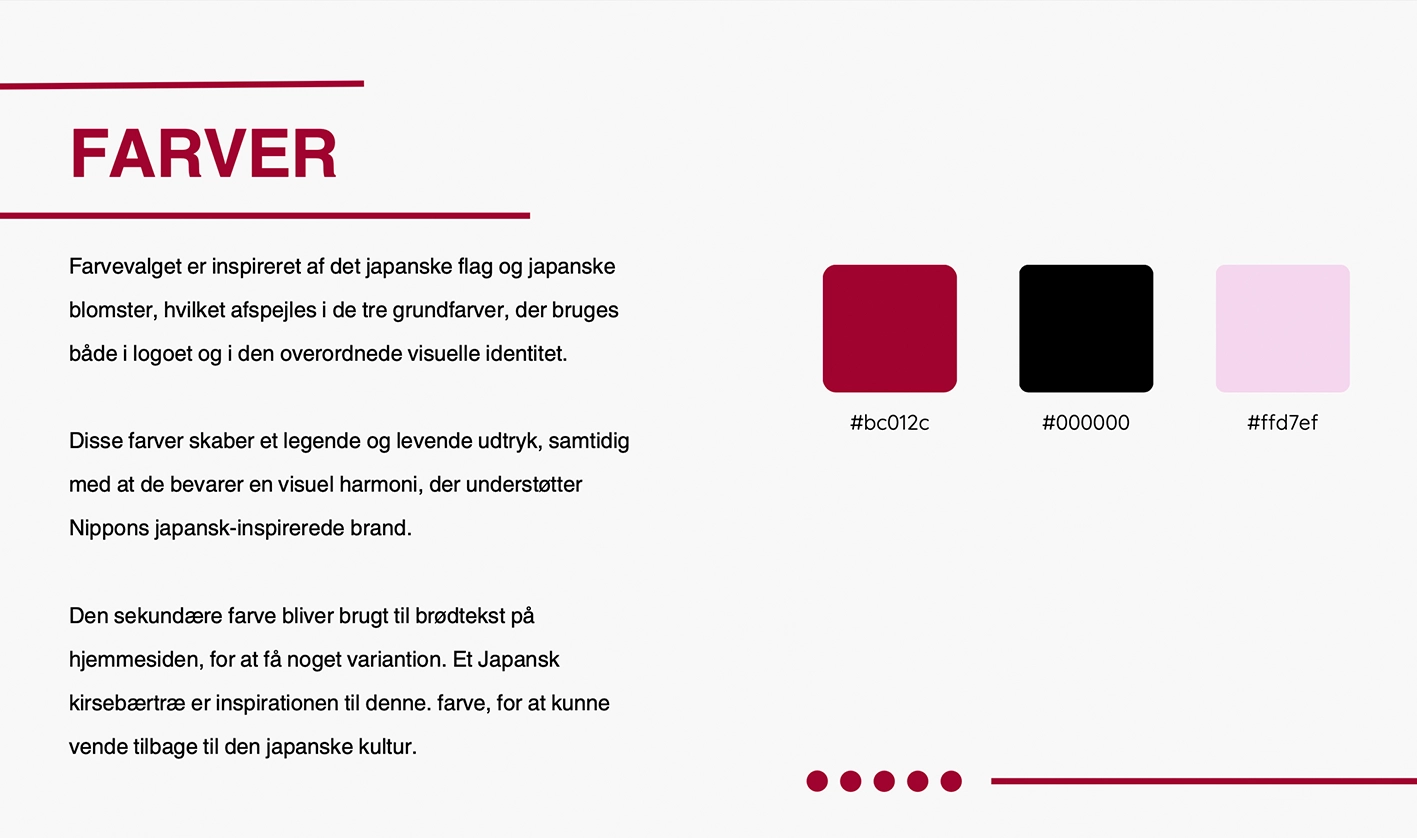 FARVER
Farvevalget er inspireret af det japanske flag og japanske
blomster, hvilket afspejles i de tre grundfarver, der bruges
både i logoet og i den overordnede visuelle identitet.
Disse farver skaber et legende og levende udtryk, samtidig
med at de bevarer en visuel harmoni, der understøtter
Nippons japansk-inspirerede brand.
Den sekundære farve bliver brugt til brødtekst på
hjemmesiden, for at få noget variantion. Et Japansk
kirsebærtræ er inspirationen til denne. farve, for at kunne
vende tilbage til den japanske kultur.
#bc012c
#000000
#ffd7ef